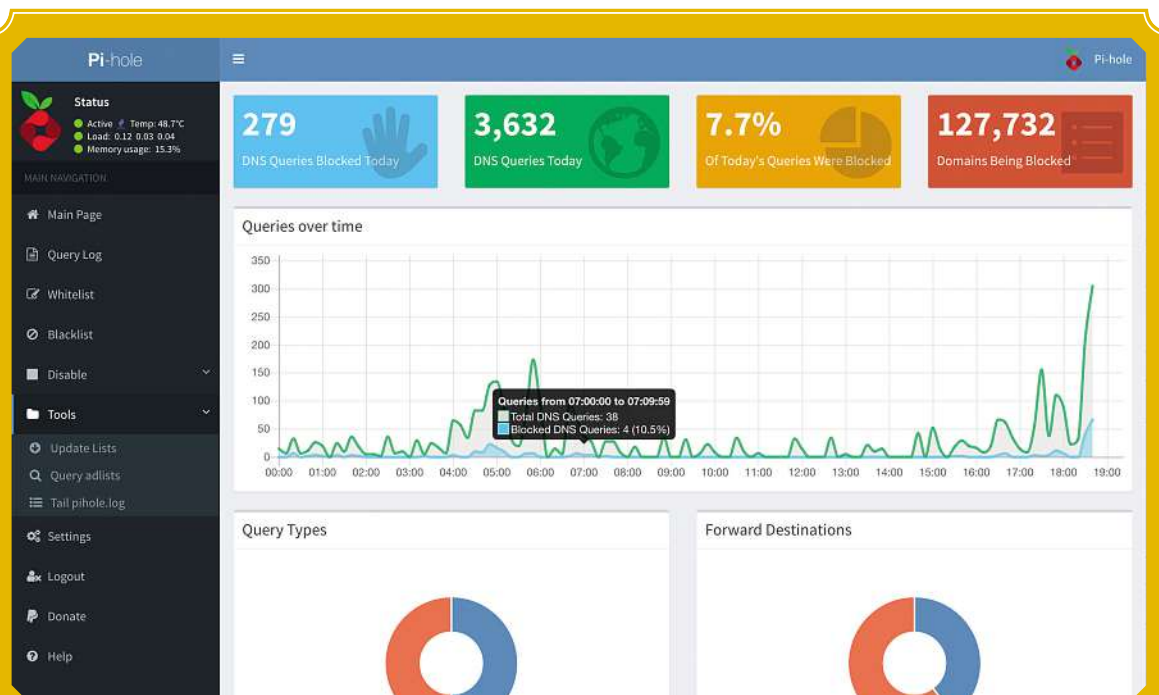 Pi-hole
Pi-hole
Status
Active Temp: 48.7°C
Load: 0.12 0.03 0.04
Memory usage: 15.3%
MAIN NAVIGATION
Main Page
Query Log
Whitelist
Blacklist
Disable
Tools
Update Lists
Query adlists
Tail pihole.log
Settings
Logout
Donate
Help
279
DNS Queries Blocked Today
3,632
DNS Queries Today
7.7%
Of Today's Queries Were Blocked
127,732
Domains Being Blocked
Queries over time
350
300
250
200
150
100
50
0
Queries from 07:00:00 to 07:09:59
Total DNS Queries: 38
Blocked DNS Queries: 4 (10.5%)
00:00 01:00 02:00 03:00 04:00 05:00 06:00 07:00 08:00 09:00 10:00 11:00 12:00 13:00 14:00 15:00 16:00 17:00 18:00 19:00
Query Types
Forward Destinations